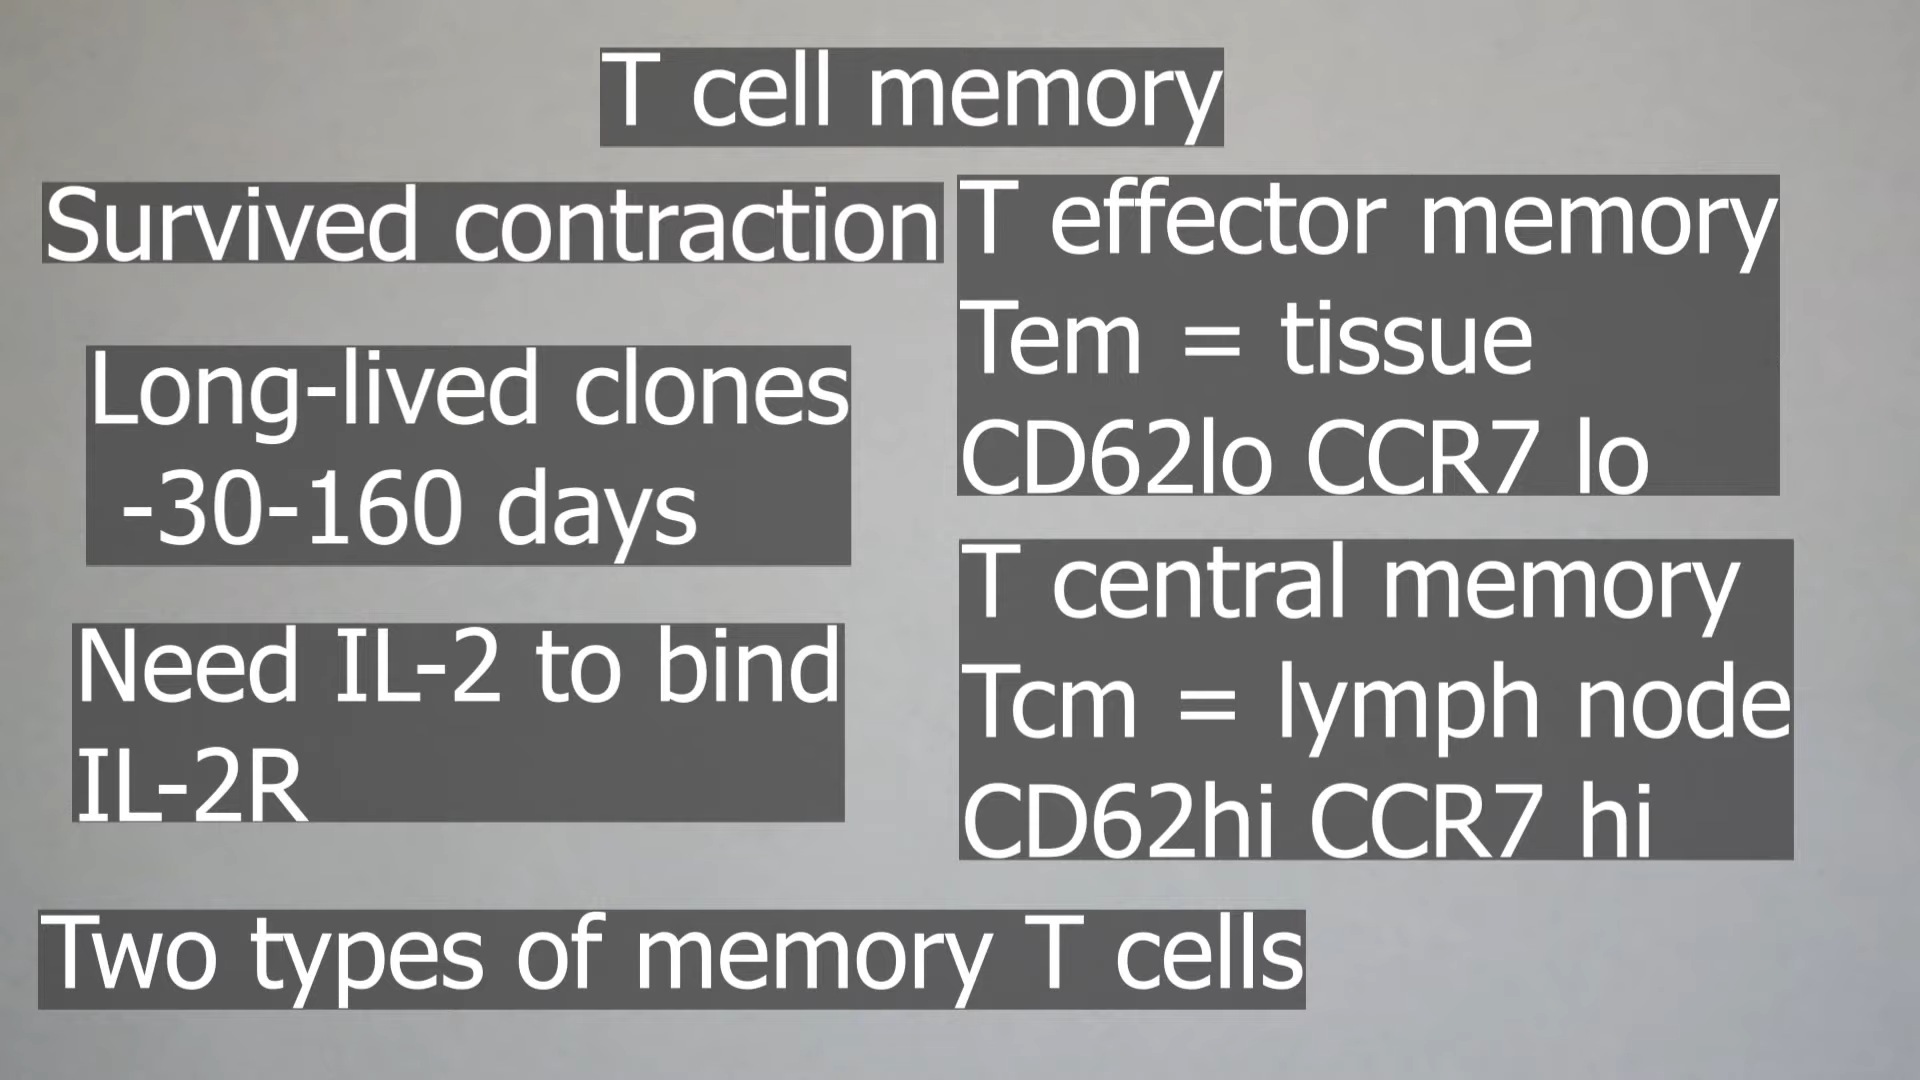 T cell memory
Survived contraction
Long-lived clones
-30-160 days
Need IL-2 to bind
IL-2R
Two types of memory T cells
T effector memory
Tem = tissue
CD62lo CCR7 lo
T central memory
Tcm = lymph node
CD62hi CCR7 hi